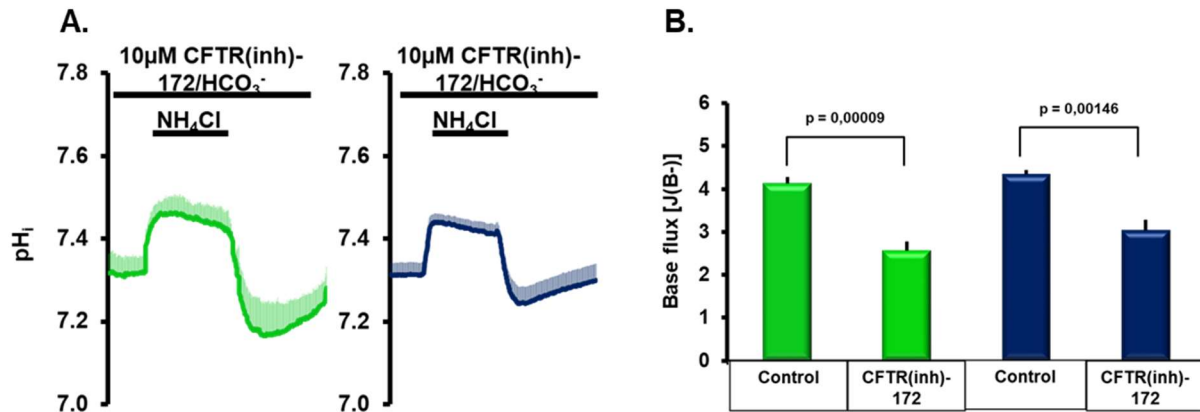 A.
10µM CFTR(inh)-
172/HCO₃⁻
NH₄Cl
7.8
7.6
7.4
7.2
7.0
pHᵢ
10µM CFTR(inh)-
172/HCO₃⁻
NH₄Cl
7.8
7.6
7.4
7.2
7.0
B.
p = 0,00009
p = 0,00146
6
5
4
3
2
1
0
Base flux [J(B-)]
Control
CFTR(inh)-
172
Control
CFTR(inh)-
172